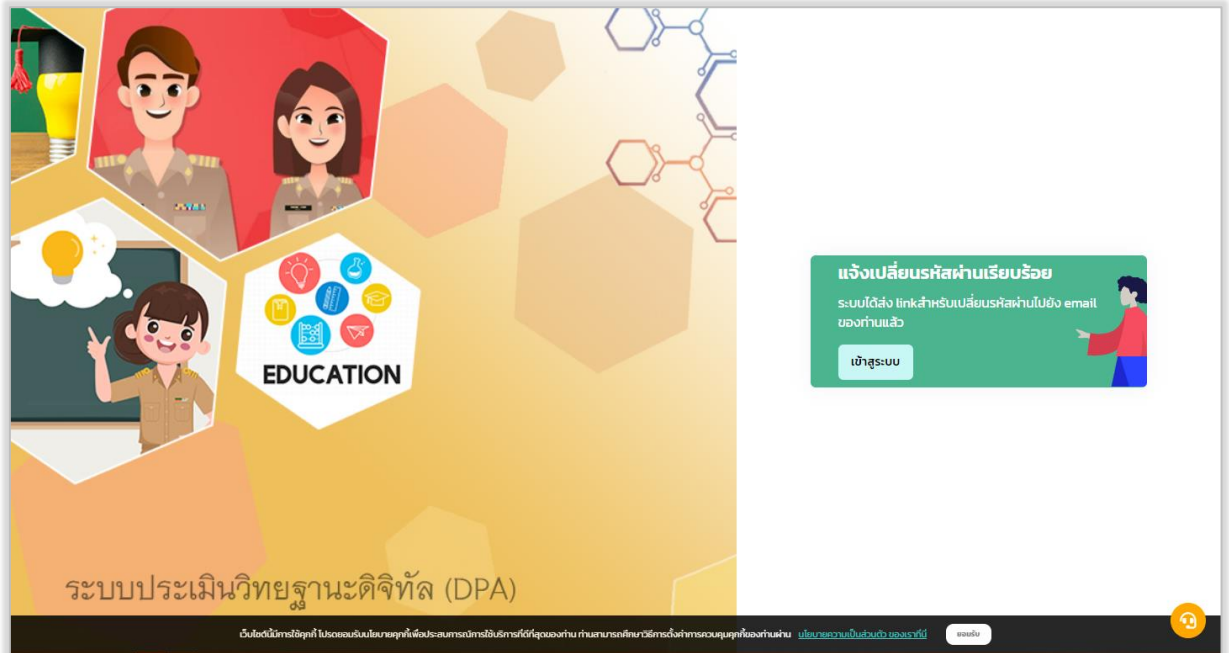 EDUCATION
ระบบประเมินวิทยฐานะดิจิทัล (DPA)
แจ้งเปลี่ยนรหัสผ่านเรียบร้อย
ระบบได้ส่ง linkสำหรับเปลี่ยนรหัสผ่านไปยัง email
ของท่านแล้ว
เข้าสู่ระบบ
เว็บไซต์นี้มีการใช้คุกกี้ โปรดยอมรับนโยบายคุกกี้เพื่อประสบการณ์การใช้บริการที่ดีที่สุดของท่าน ท่านสามารถศึกษาวิธีการตั้งค่าการควบคุมคุกกี้ของท่านผ่าน นโยบายความเป็นส่วนตัว ของเราที่นี่ ยอมรับ